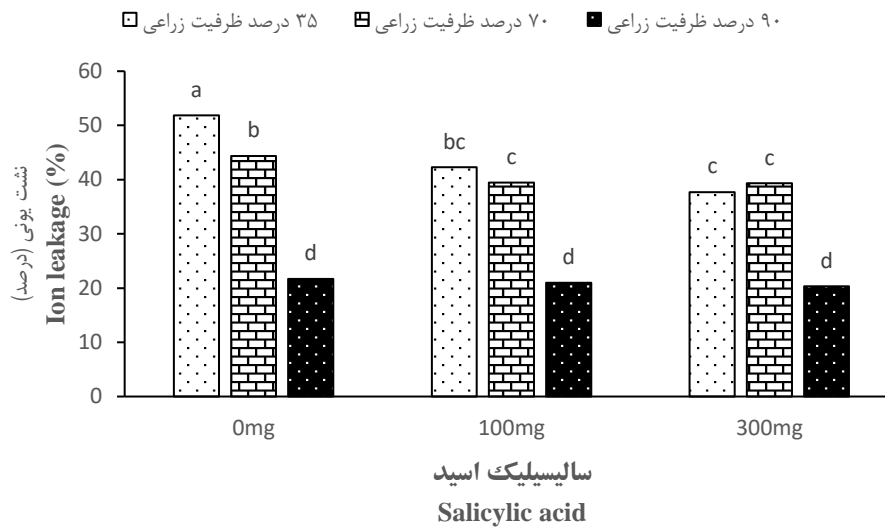 ۳۵ درصد ظرفیت زراعی ۷۰ درصد ظرفیت زراعی ۹۰ درصد ظرفیت زراعی
نشت یونی (درصد)
Ion leakage (%)
60
50
40
30
20
10
0
a
b
d
bc
c
d
c
c
d
0mg 100mg 300mg
سالیسیلیک اسید
Salicylic acid